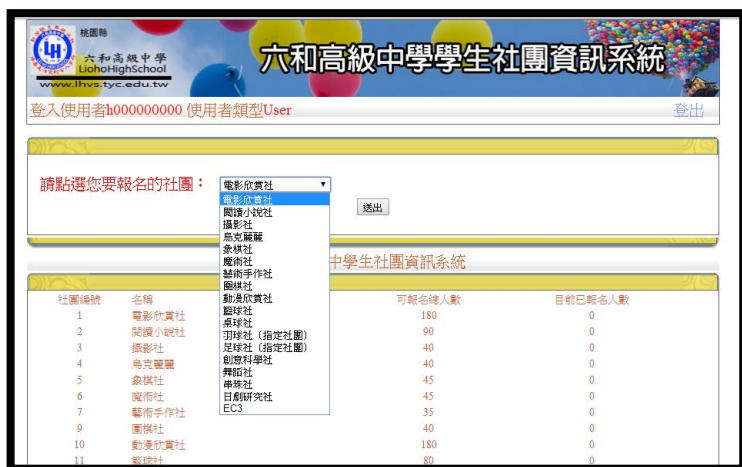 桃園縣
六和高級中學
LiohoHighSchool
www.lhvs.tyc.edu.tw
六和高級中學學生社團資訊系統
登入使用者h000000000 使用者類型User
登出
請點選您要報名的社團：
電影欣賞社
送出
電影欣賞社
閱讀小說社
攝影社
烏克麗麗
象棋社
魔術社
藝術手作社
圍棋社
動漫欣賞社
籃球社
桌球社
羽球社（指定社團）
足球社（指定社團）
創意科學社
舞蹈社
串珠社
日劇研究社
EC3
中學生社團資訊系統
社團編號 名稱 可報名總人數 目前已報名人數
1 電影欣賞社 180 0
2 閱讀小說社 90 0
3 攝影社 40 0
4 烏克麗麗 40 0
5 象棋社 45 0
6 魔術社 45 0
7 藝術手作社 35 0
9 圍棋社 40 0
10 動漫欣賞社 180 0
11 籃球社 80 0